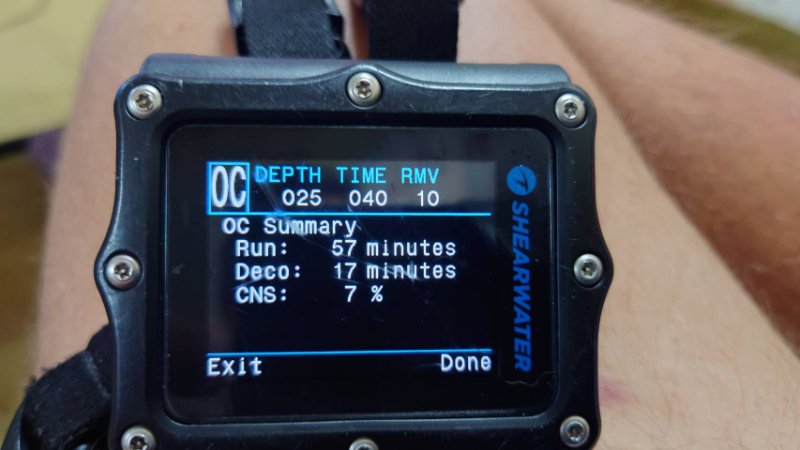 OC DEPTH TIME RMV
025 040 10
OC Summary
Run: 57 minutes
Deco: 17 minutes
CNS: 7 %
Exit Done
SHEARWATER